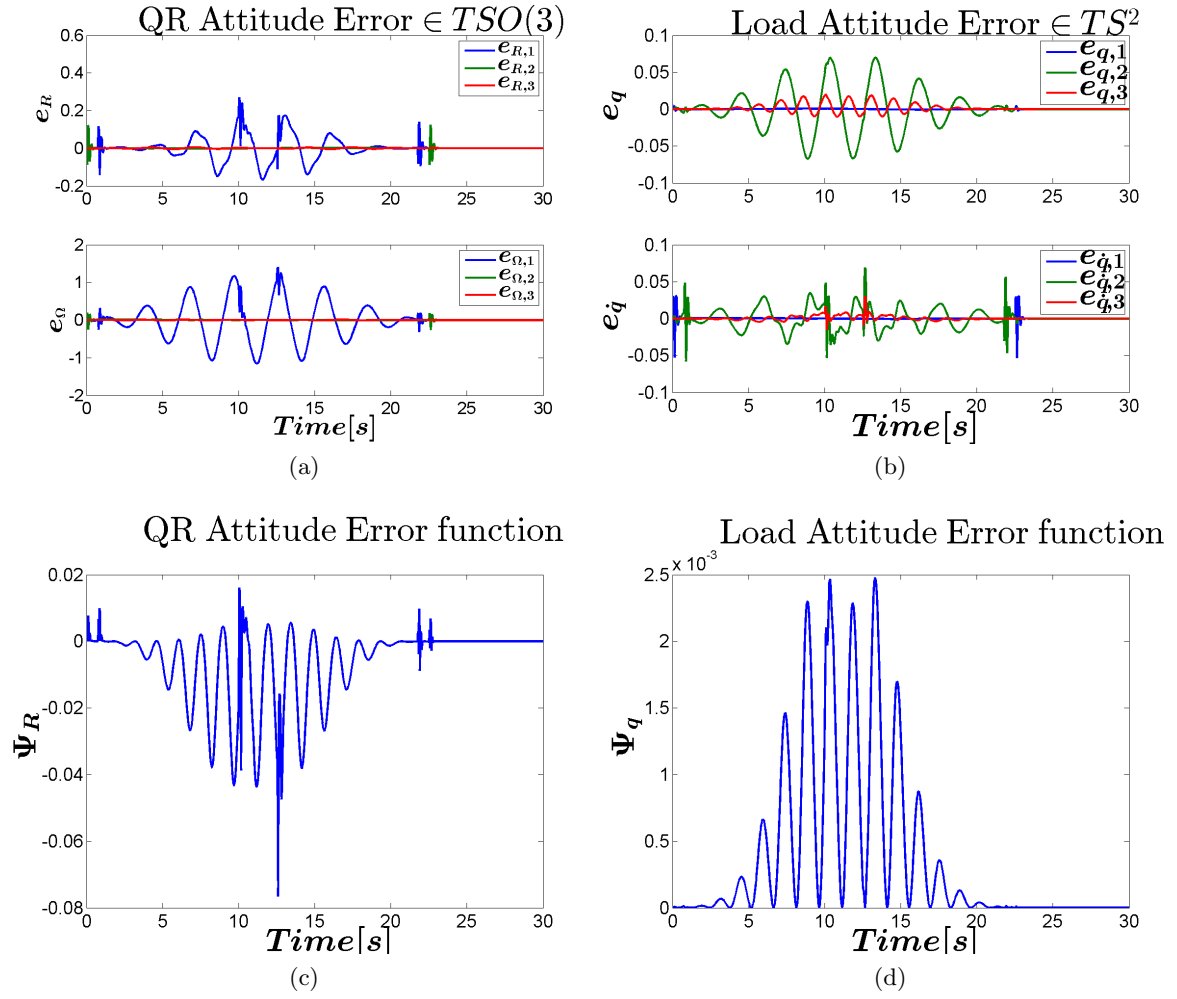 QR Attitude Error ∈ TSO(3)
0.6
0.4
0.2
0
-0.2
e_R
e_{R,1}
e_{R,2}
e_{R,3}
0 5 10 15 20 25 30
2
1
0
-1
-2
e_Ω
e_{Ω,1}
e_{Ω,2}
e_{Ω,3}
0 5 10 15 20 25 30
Time[s]
(a)
Load Attitude Error ∈ TS^2
0.1
0.05
0
-0.05
-0.1
e_q
e_{q,1}
e_{q,2}
e_{q,3}
0 5 10 15 20 25 30
0.1
0.05
0
-0.05
-0.1
e_{q̇}
e_{q̇,1}
e_{q̇,2}
e_{q̇,3}
0 5 10 15 20 25 30
Time[s]
(b)
QR Attitude Error function
0.02
0
-0.02
-0.04
-0.06
-0.08
Ψ_R
0 5 10 15 20 25 30
Time[s]
(c)
Load Attitude Error function
x 10^{-3}
2.5
2
1.5
1
0.5
0
Ψ_q
0 5 10 15 20 25 30
Time[s]
(d)